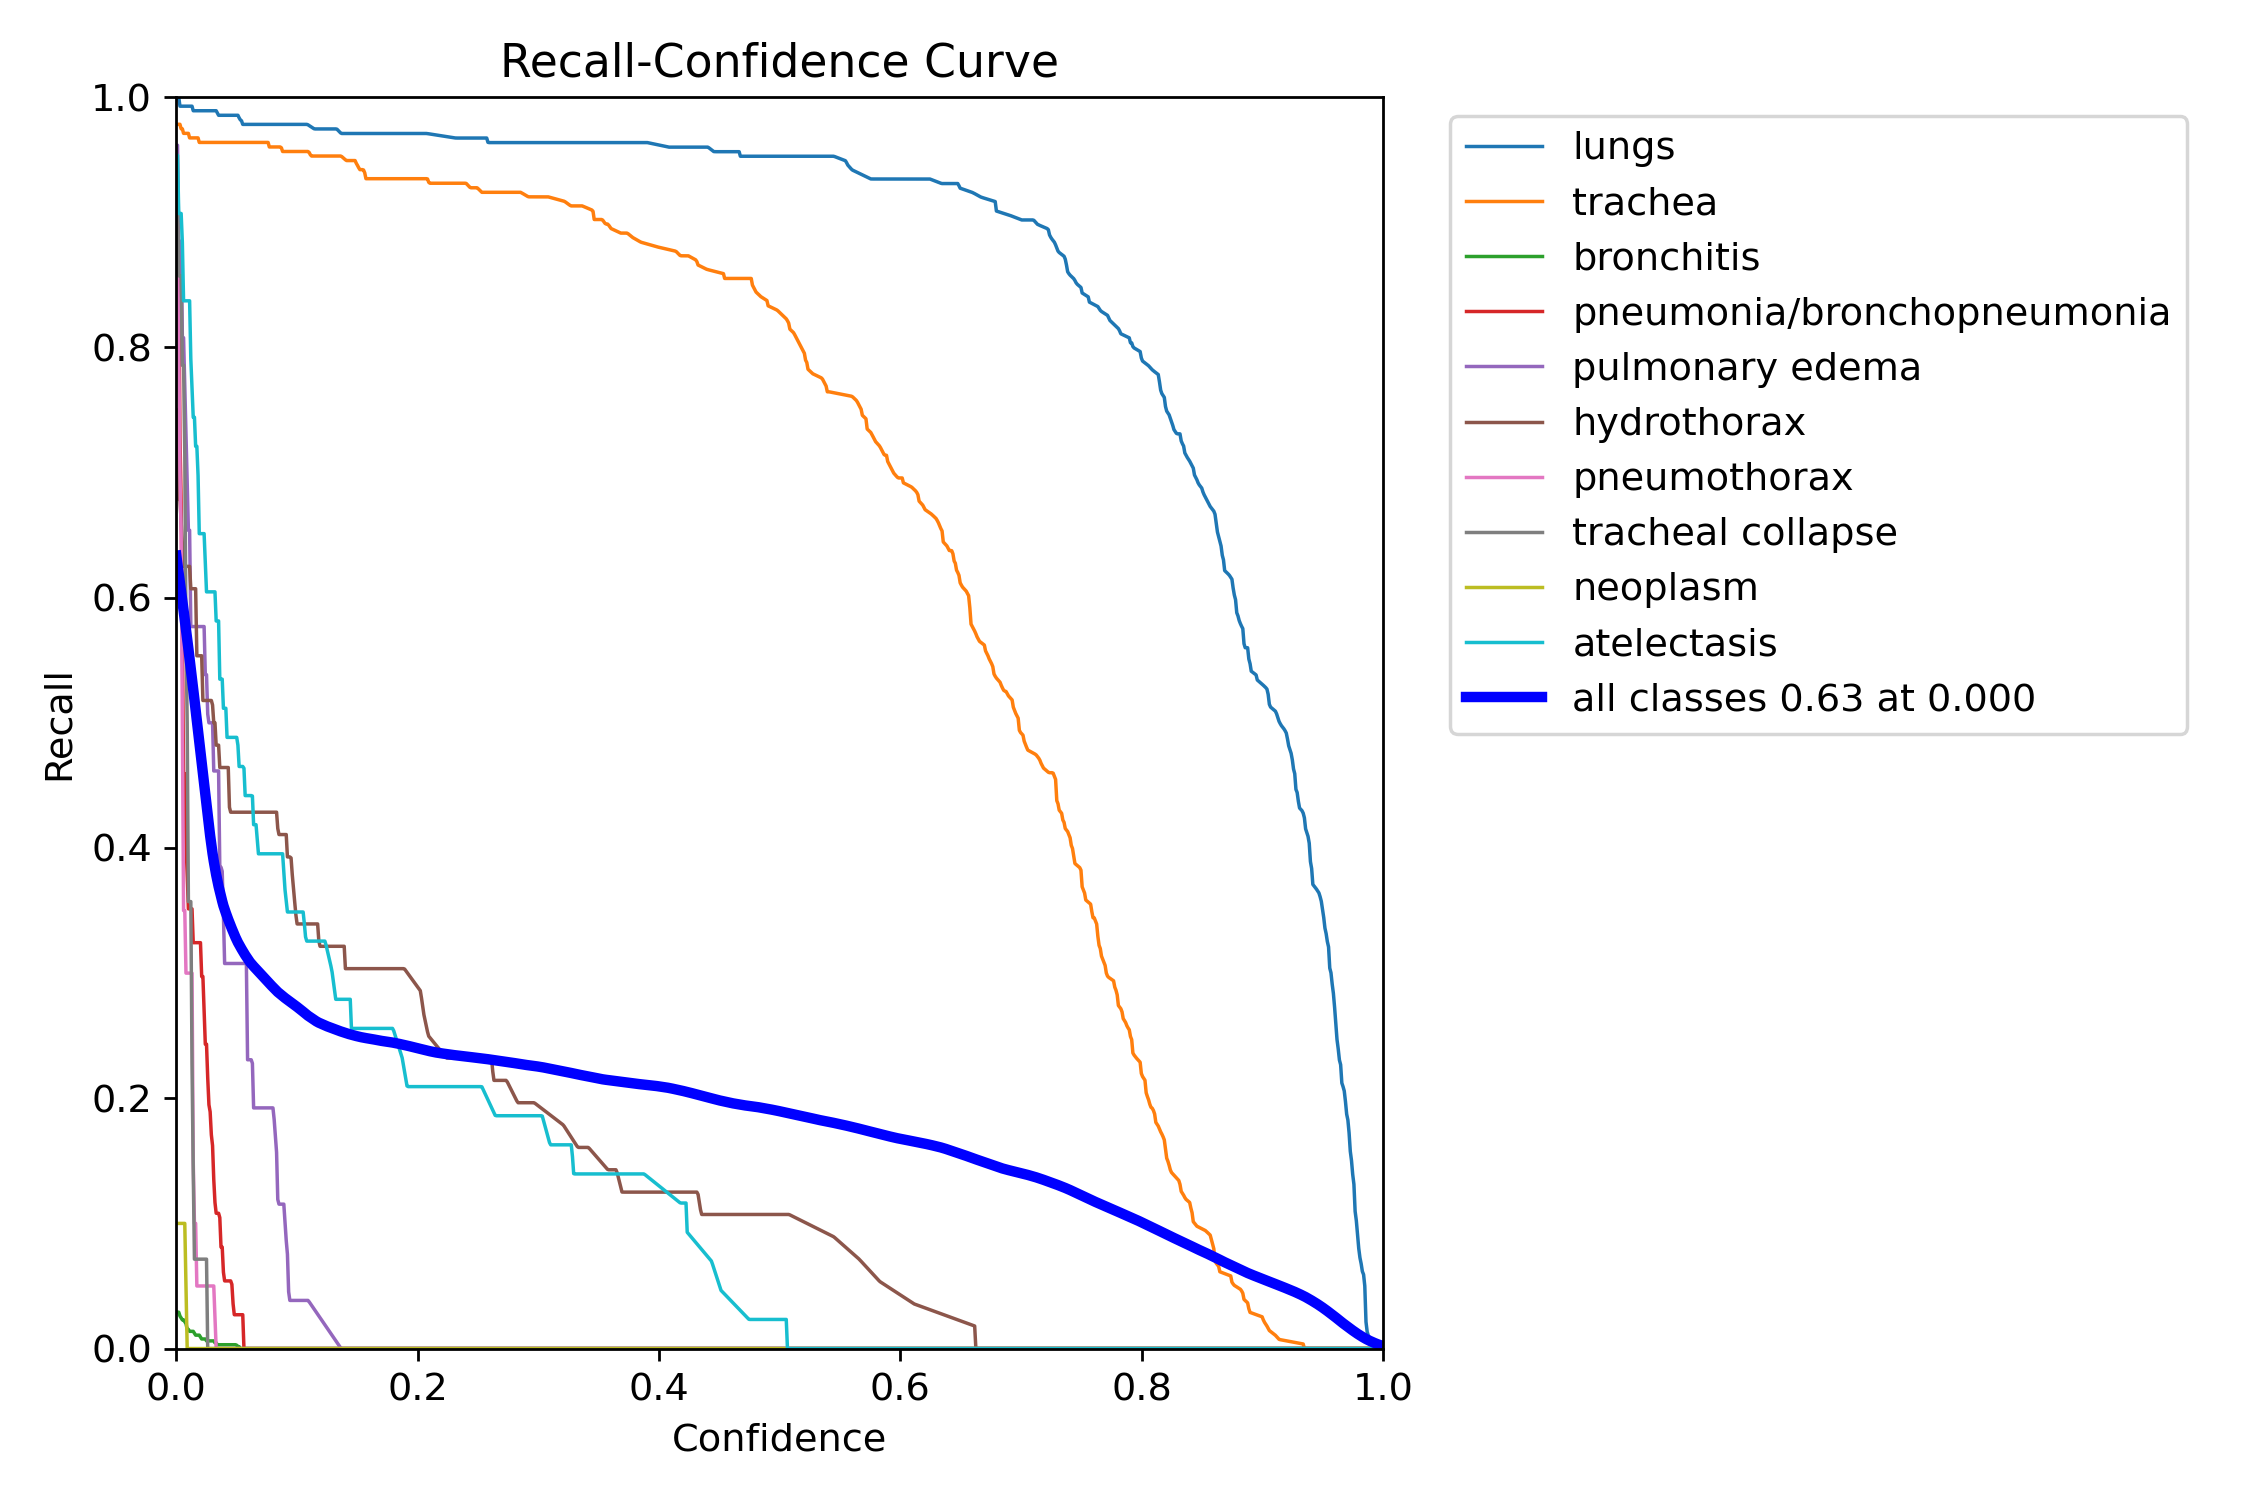 Recall-Confidence Curve
1.0
0.8
0.6
0.4
0.2
0.0
Recall
0.0 0.2 0.4 0.6 0.8 1.0
Confidence
lungs
trachea
bronchitis
pneumonia/bronchopneumonia
pulmonary edema
hydrothorax
pneumothorax
tracheal collapse
neoplasm
atelectasis
all classes 0.63 at 0.000